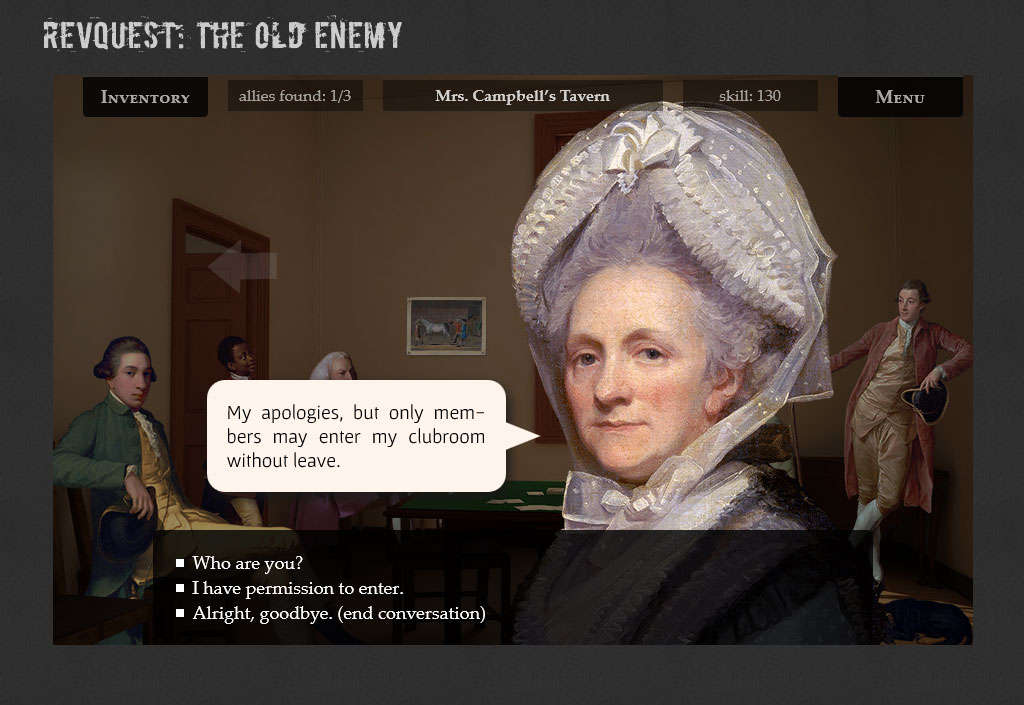 REVQUEST: THE OLD ENEMY
Inventory
allies found: 1/3
Mrs. Campbell's Tavern
skill: 130
Menu
My apologies, but only mem-
bers may enter my clubroom
without leave.
Who are you?
I have permission to enter.
Alright, goodbye. (end conversation)